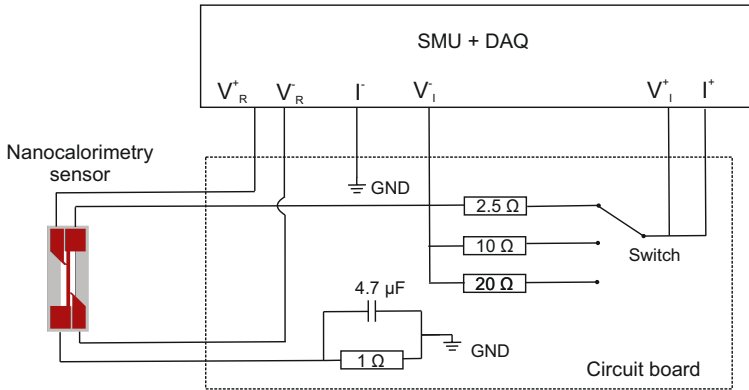 SMU + DAQ
V⁺R V⁻R I⁻ V⁻I V⁺I I⁺
Nanocalorimetry
sensor
GND
2.5 Ω
10 Ω
Switch
20 Ω
4.7 µF
GND
1 Ω
Circuit board